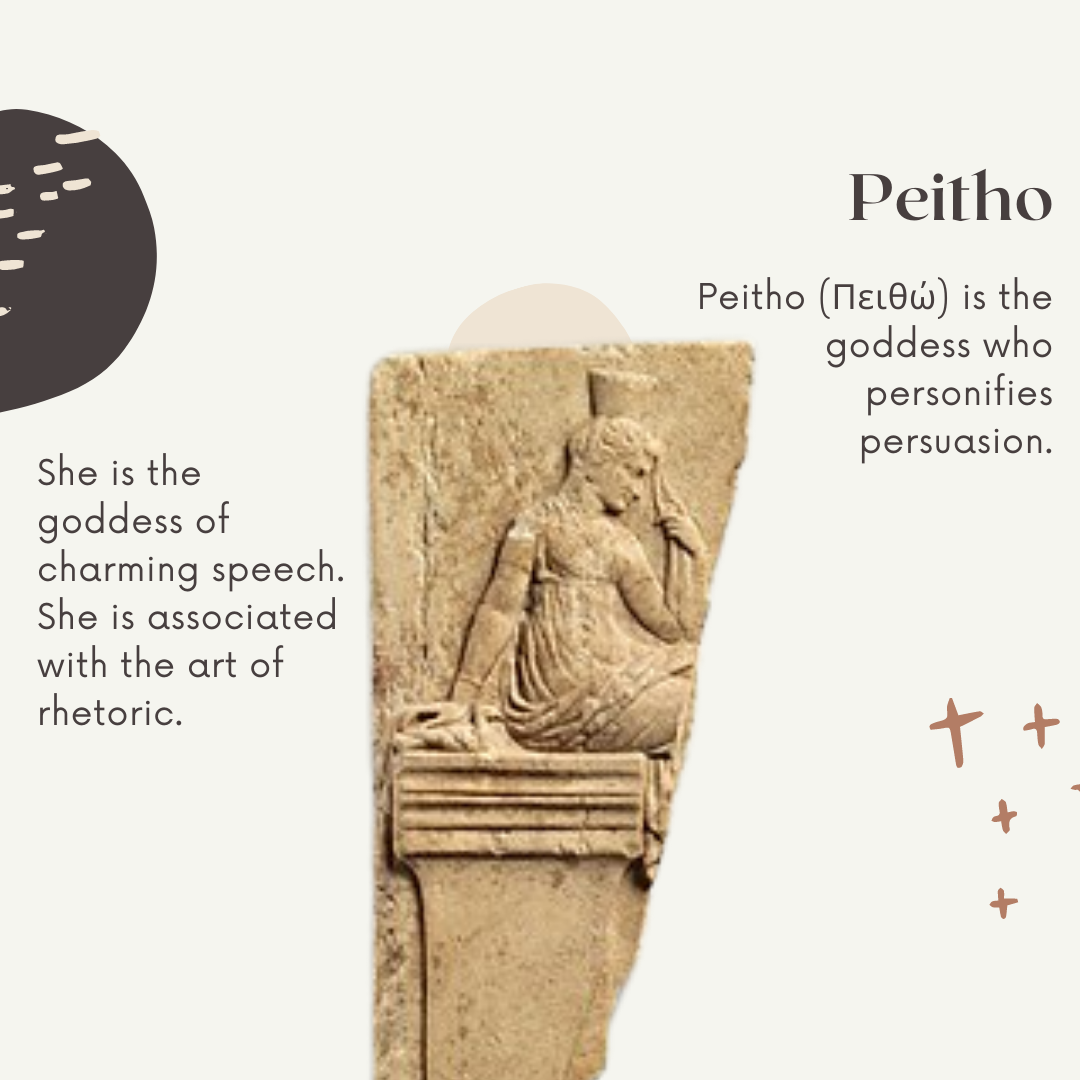 Peitho
Peitho (Πειθώ) is the
goddess who
personifies
persuasion.
She is the
goddess of
charming speech.
She is associated
with the art of
rhetoric.